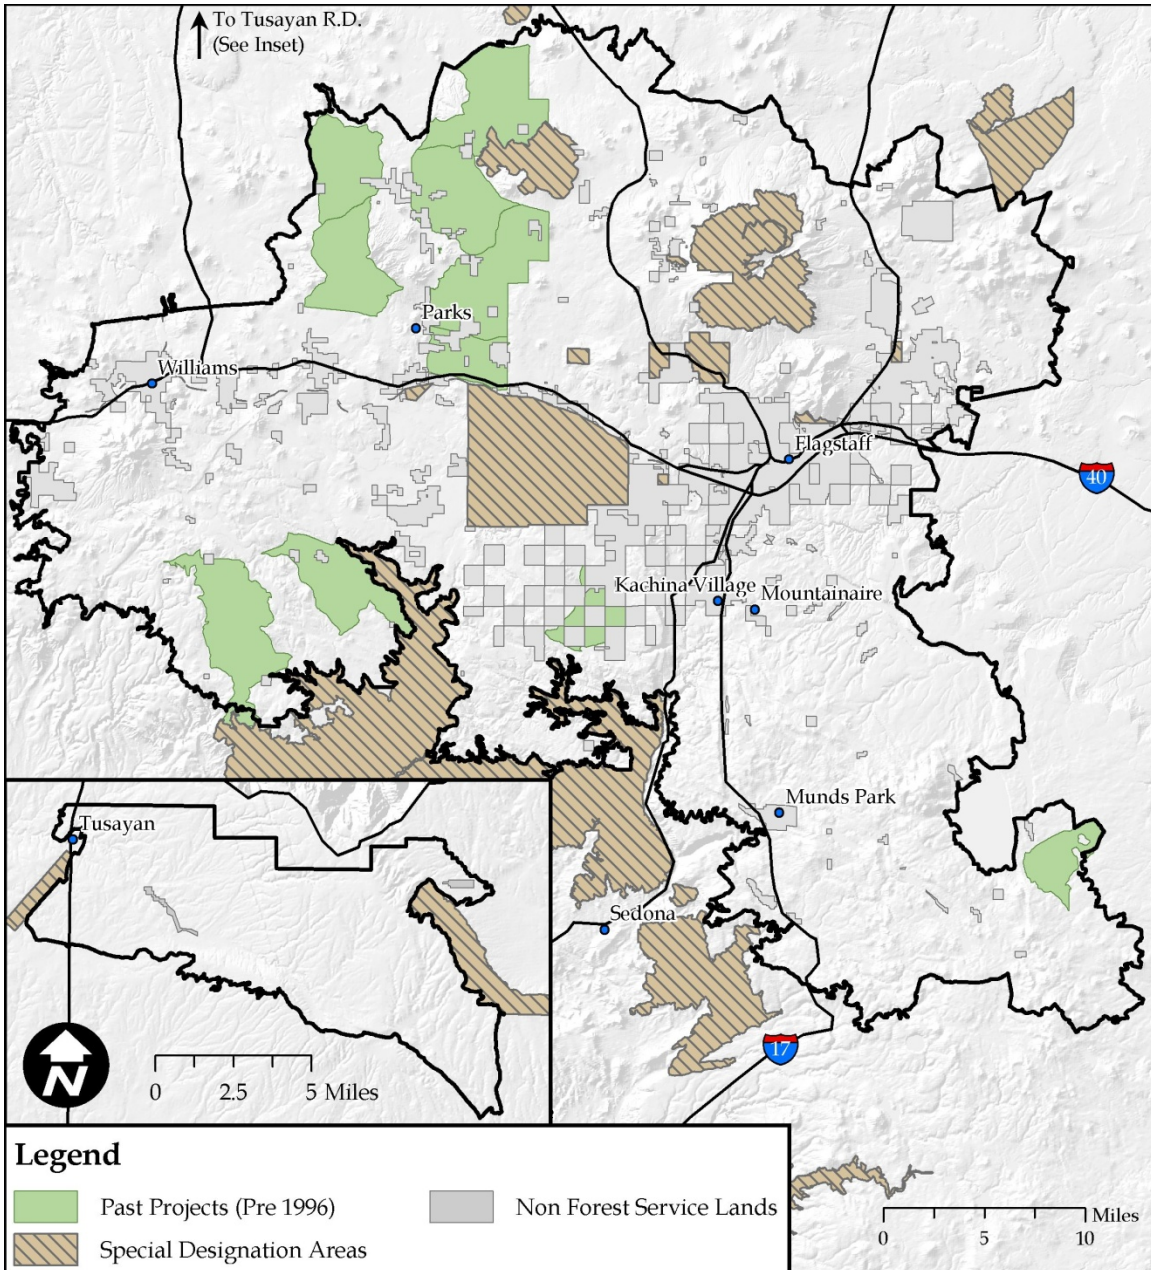 To Tusayan R.D.
(See Inset)
Parks
Williams
Flagstaff
40
Kachina Village
Mountainaire
Munds Park
Tusayan
Sedona
N
0 2.5 5 Miles
17
Legend
Past Projects (Pre 1996)
Non Forest Service Lands
Special Designation Areas
Miles
0 5 10